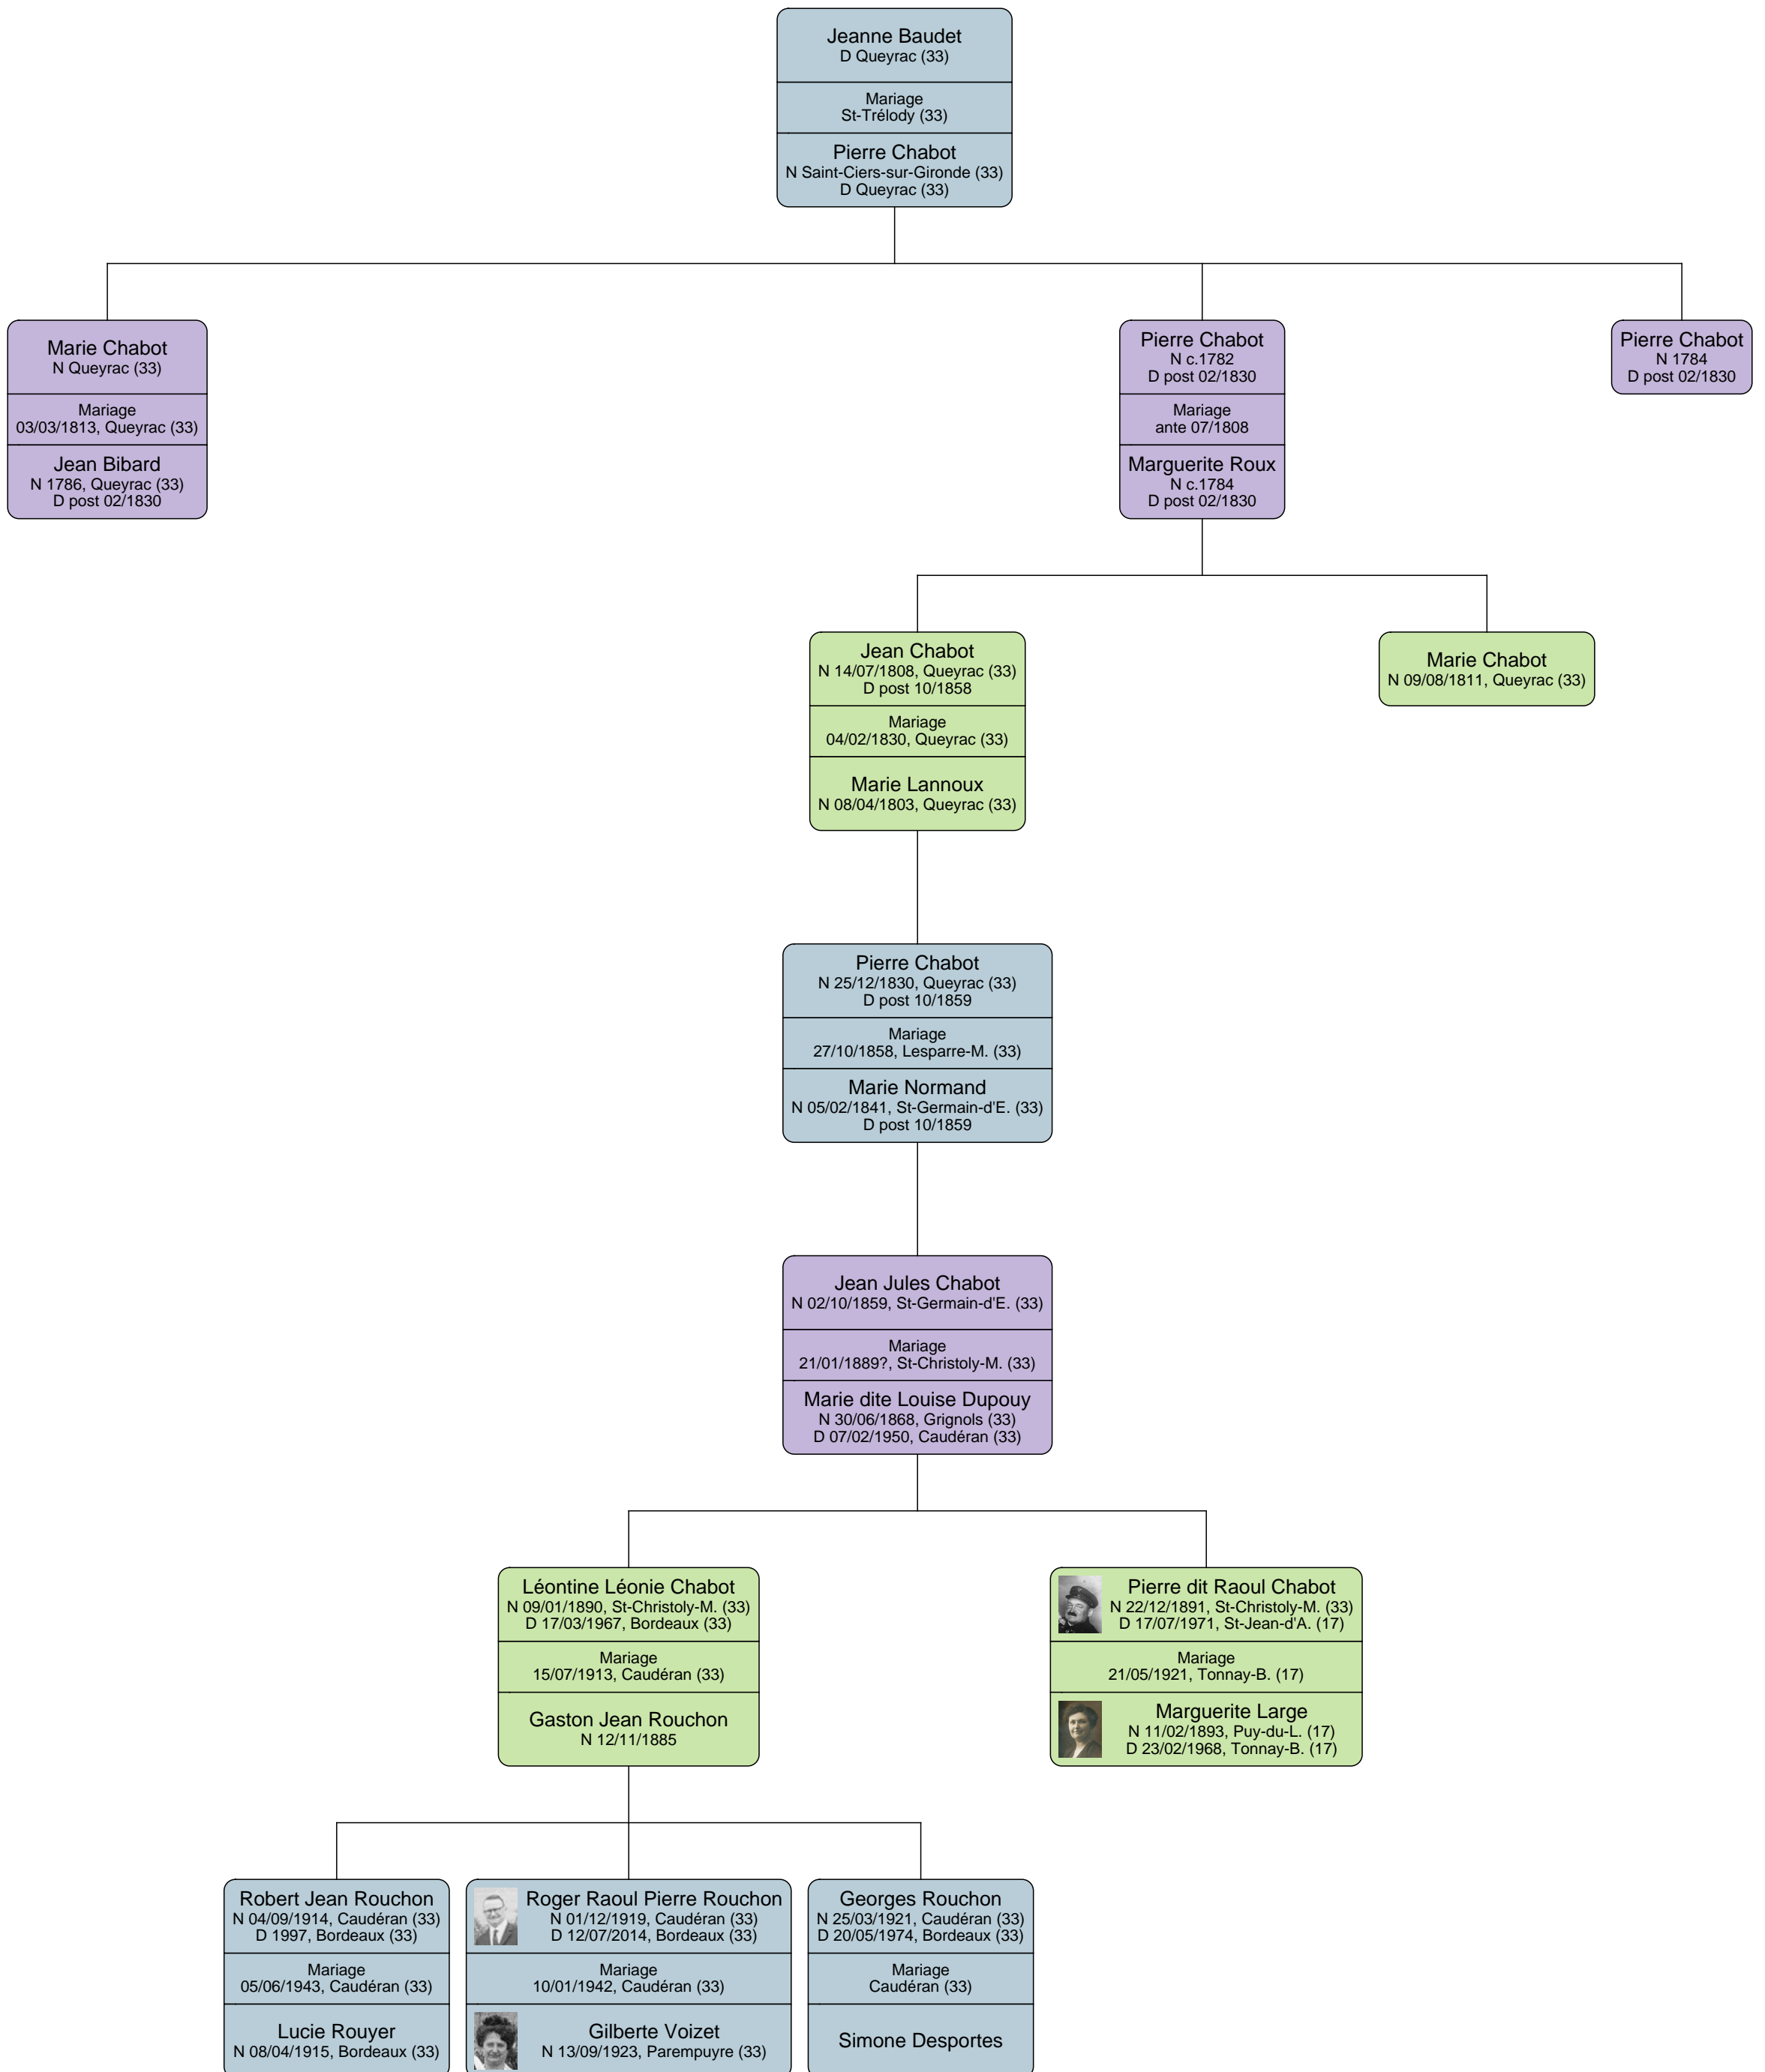 Jeanne Baudet
D Queyrac (33)
Mariage
St-Trélody (33)
Pierre Chabot
N Saint-Ciers-sur-Gironde (33)
D Queyrac (33)
Marie Chabot
N Queyrac (33)
Mariage
03/03/1813, Queyrac (33)
Jean Bibard
N 1786, Queyrac (33)
D post 02/1830
Pierre Chabot
N c.1782
D post 02/1830
Mariage
ante 07/1808
Marguerite Roux
N c.1784
D post 02/1830
Pierre Chabot
N 1784
D post 02/1830
Jean Chabot
N 14/07/1808, Queyrac (33)
D post 10/1858
Mariage
04/02/1830, Queyrac (33)
Marie Lannoux
N 08/04/1803, Queyrac (33)
Marie Chabot
N 09/08/1811, Queyrac (33)
Pierre Chabot
N 25/12/1830, Queyrac (33)
D post 10/1859
Mariage
27/10/1858, Lesparre-M. (33)
Marie Normand
N 05/02/1841, St-Germain-d'E. (33)
D post 10/1859
Jean Jules Chabot
N 02/10/1859, St-Germain-d'E. (33)
Mariage
21/01/1889?, St-Christoly-M. (33)
Marie dite Louise Dupouy
N 30/06/1868, Grignols (33)
D 07/02/1950, Caudéran (33)
Léontine Léonie Chabot
N 09/01/1890, St-Christoly-M. (33)
D 17/03/1967, Bordeaux (33)
Mariage
15/07/1913, Caudéran (33)
Gaston Jean Rouchon
N 12/11/1885
Pierre dit Raoul Chabot
N 22/12/1891, St-Christoly-M. (33)
D 17/07/1971, St-Jean-d'A. (17)
Mariage
21/05/1921, Tonnay-B. (17)
Marguerite Large
N 11/02/1893, Puy-du-L. (17)
D 23/02/1968, Tonnay-B. (17)
Robert Jean Rouchon
N 04/09/1914, Caudéran (33)
D 1997, Bordeaux (33)
Mariage
05/06/1943, Caudéran (33)
Lucie Rouyer
N 08/04/1915, Bordeaux (33)
Roger Raoul Pierre Rouchon
N 01/12/1919, Caudéran (33)
D 12/07/2014, Bordeaux (33)
Mariage
10/01/1942, Caudéran (33)
Gilberte Voizet
N 13/09/1923, Parempuyre (33)
Georges Rouchon
N 25/03/1921, Caudéran (33)
D 20/05/1974, Bordeaux (33)
Mariage
Caudéran (33)
Simone Desportes